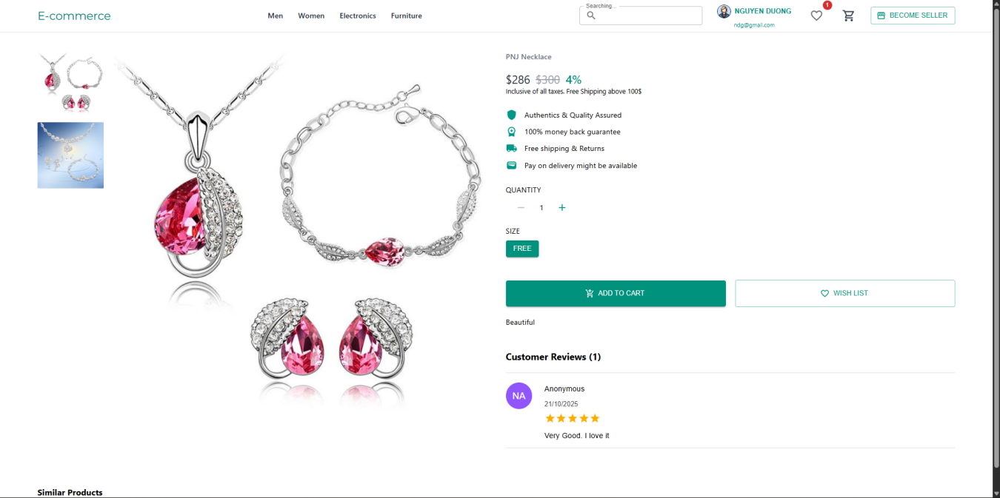 E-commerce
Men
Women
Electronics
Furniture
Searching...
NGUYEN DUONG
ndg@gmail.com
1
BECOME SELLER
PNJ Necklace
$286 $300 4%
Inclusive of all taxes. Free Shipping above 100$
Authentics & Quality Assured
100% money back guarantee
Free shipping & Returns
Pay on delivery might be available
QUANTITY
1
SIZE
FREE
ADD TO CART
WISH LIST
Beautiful
Customer Reviews (1)
NA
Anonymous
21/10/2025
Very Good. I love it
Similar Products